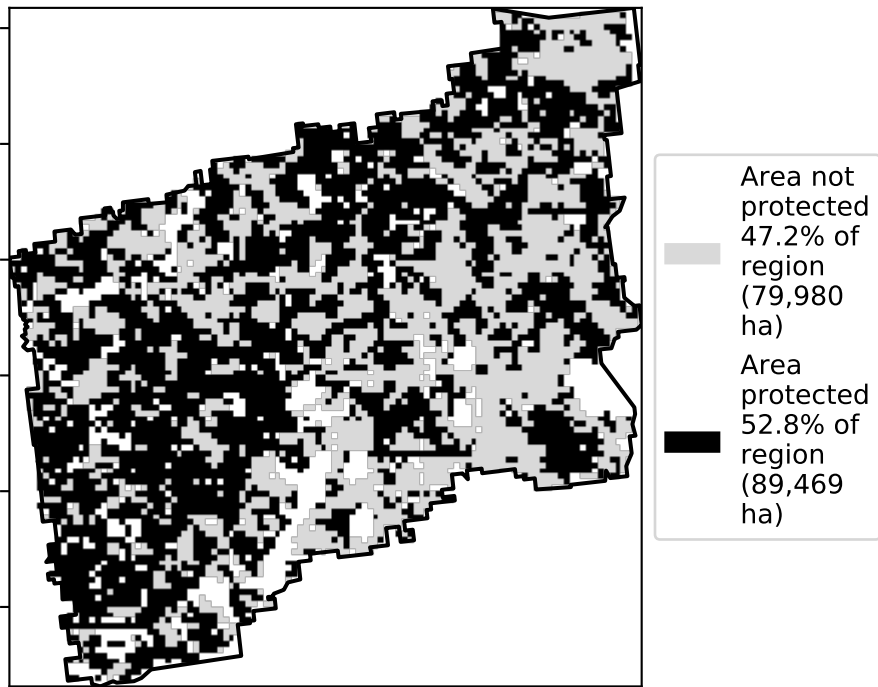 Area not
protected
47.2% of
region
(79,980
ha)
Area
protected
52.8% of
region
(89,469
ha)